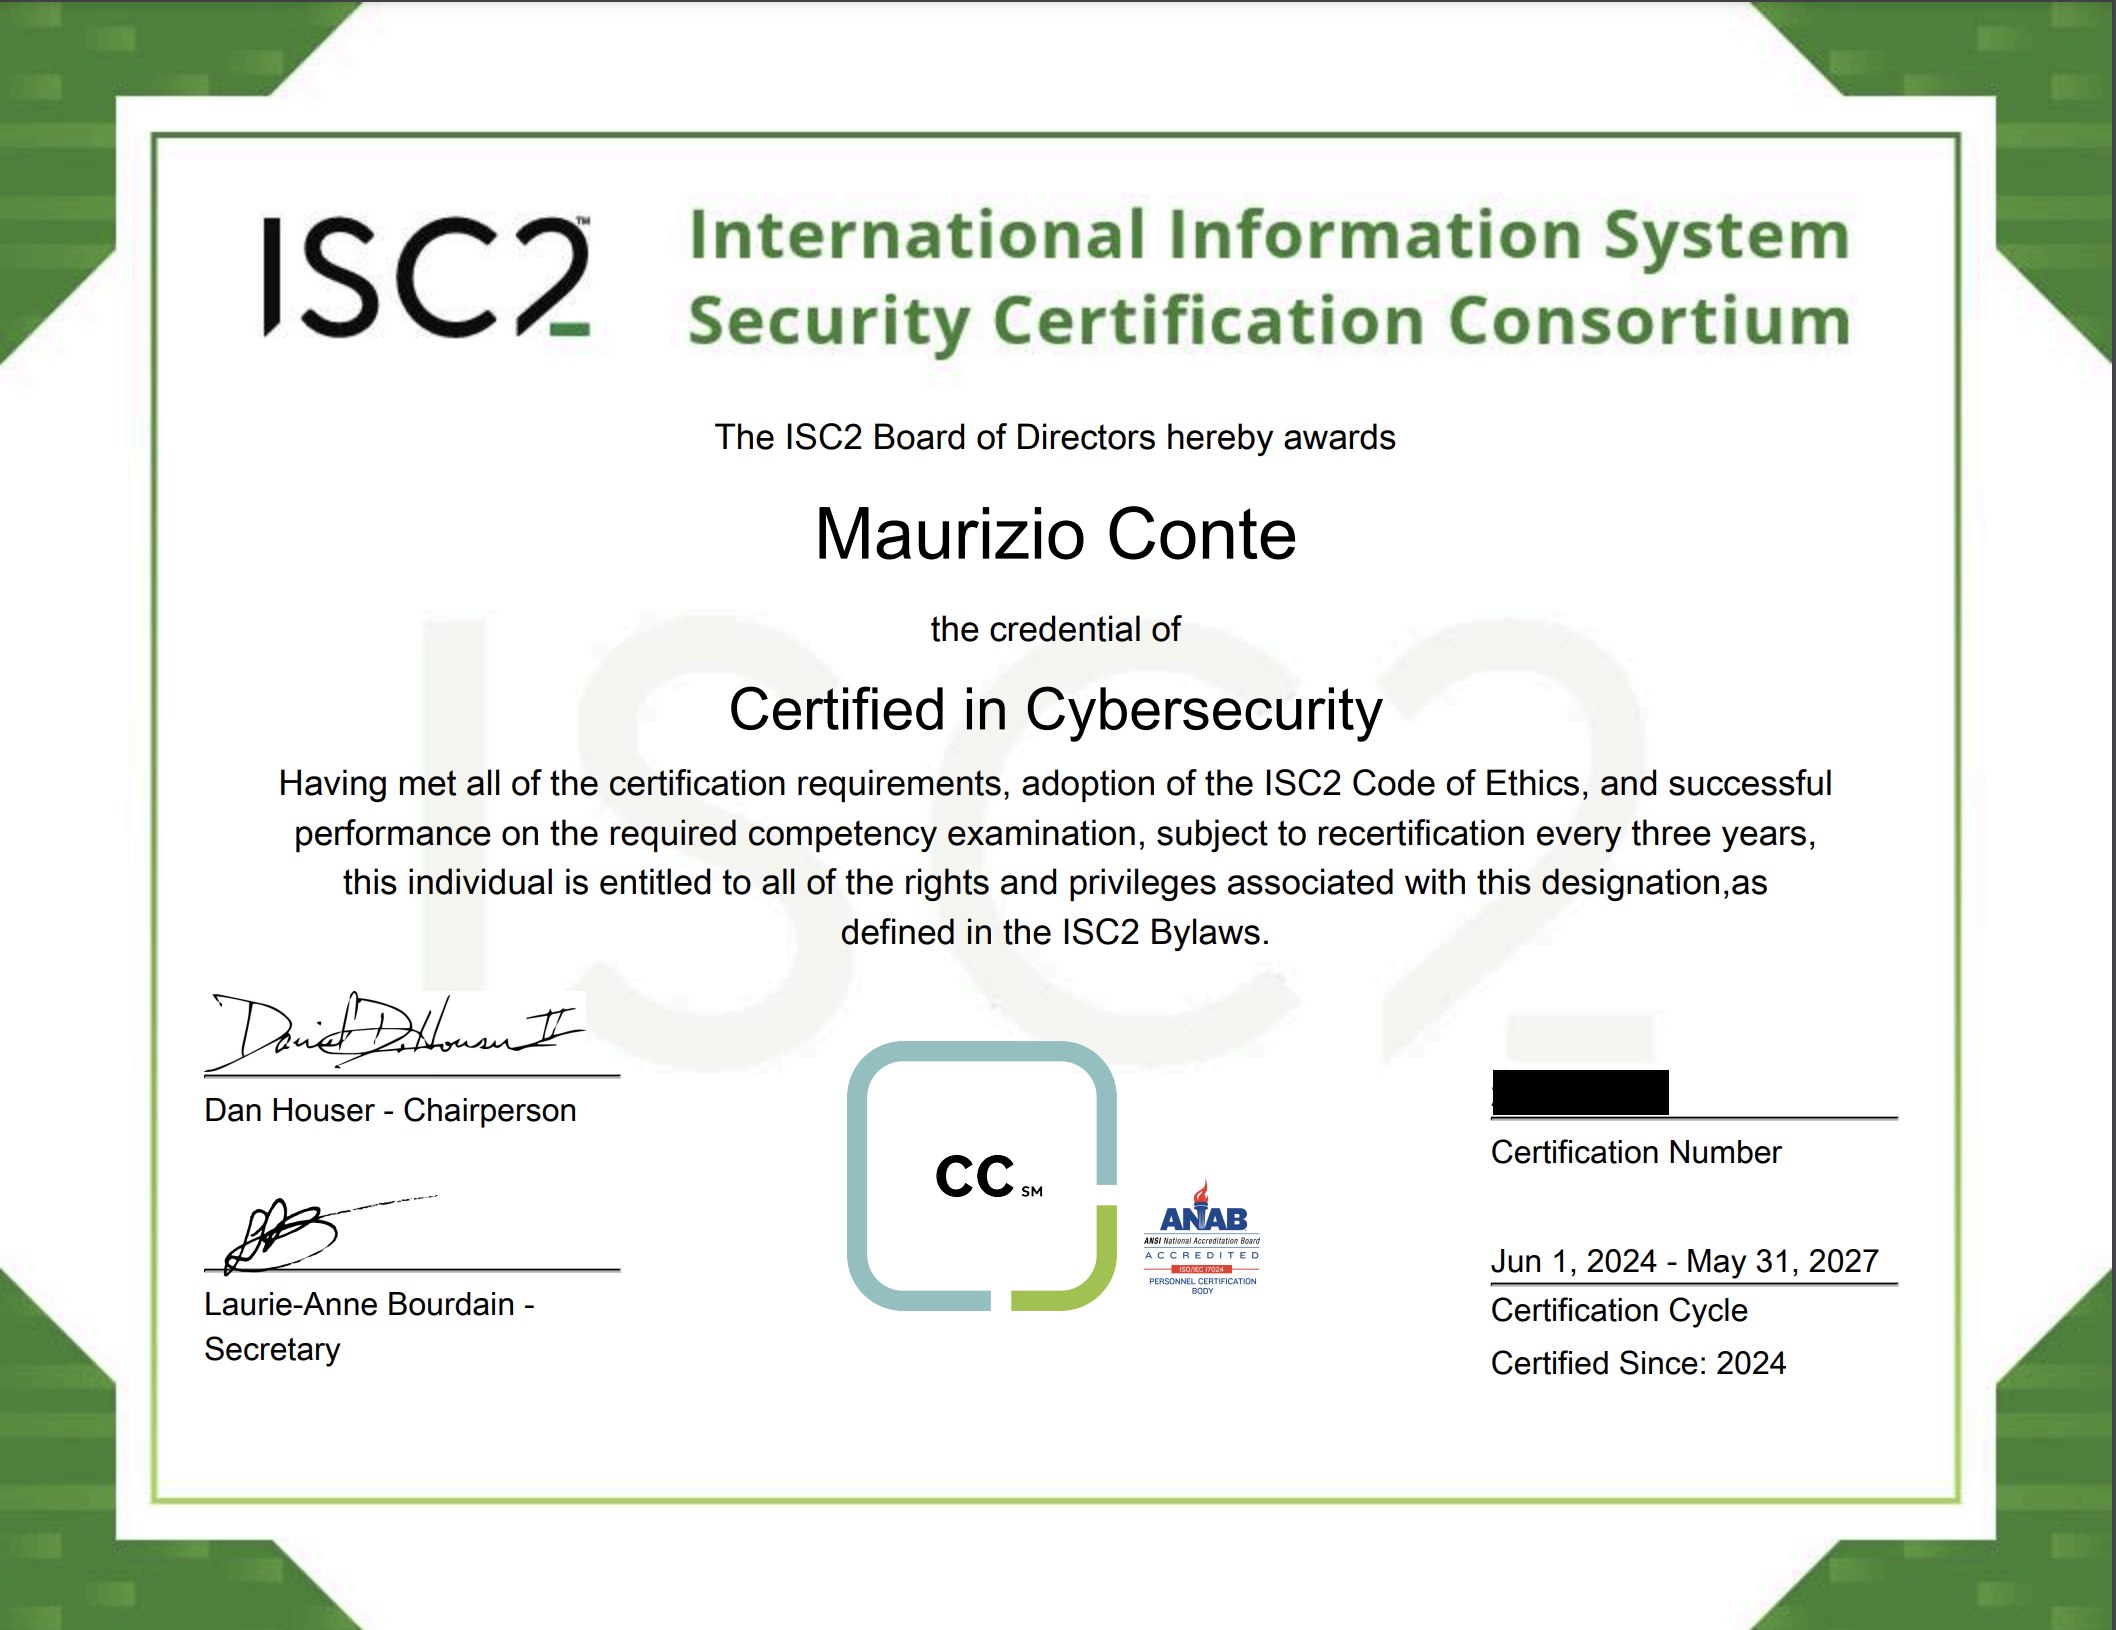 ISC2™
International Information System
Security Certification Consortium
The ISC2 Board of Directors hereby awards
Maurizio Conte
the credential of
Certified in Cybersecurity
Having met all of the certification requirements, adoption of the ISC2 Code of Ethics, and successful
performance on the required competency examination, subject to recertification every three years,
this individual is entitled to all of the rights and privileges associated with this designation,as
defined in the ISC2 Bylaws.
ISC2
David D. Houser II
Dan Houser - Chairperson
Laurie-Anne Bourdain -
Secretary
CC SM
ANAB
ANSI National Accreditation Board
ACCREDITED
ISO/IEC 17024
PERSONNEL CERTIFICATION
BODY
Certification Number
Jun 1, 2024 - May 31, 2027
Certification Cycle
Certified Since: 2024